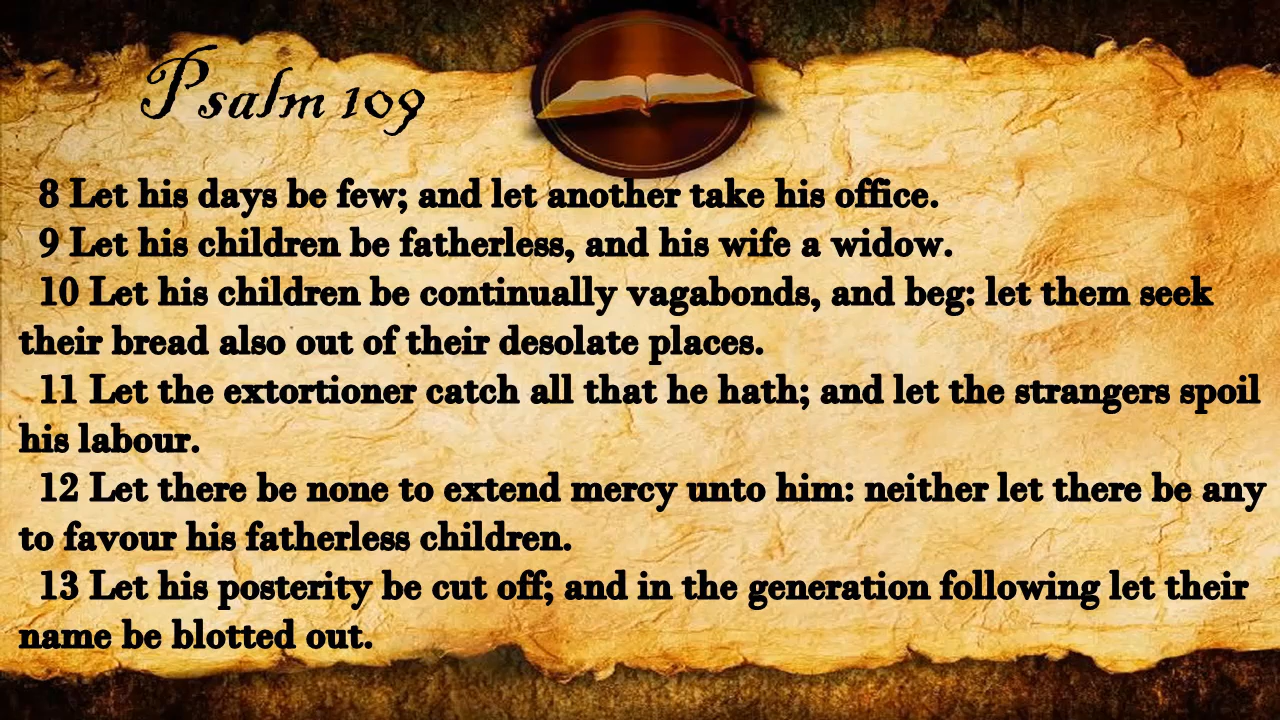 Psalm 109
8 Let his days be few; and let another take his office.
9 Let his children be fatherless, and his wife a widow.
10 Let his children be continually vagabonds, and beg: let them seek
their bread also out of their desolate places.
11 Let the extortioner catch all that he hath; and let the strangers spoil
his labour.
12 Let there be none to extend mercy unto him: neither let there be any
to favour his fatherless children.
13 Let his posterity be cut off; and in the generation following let their
name be blotted out.